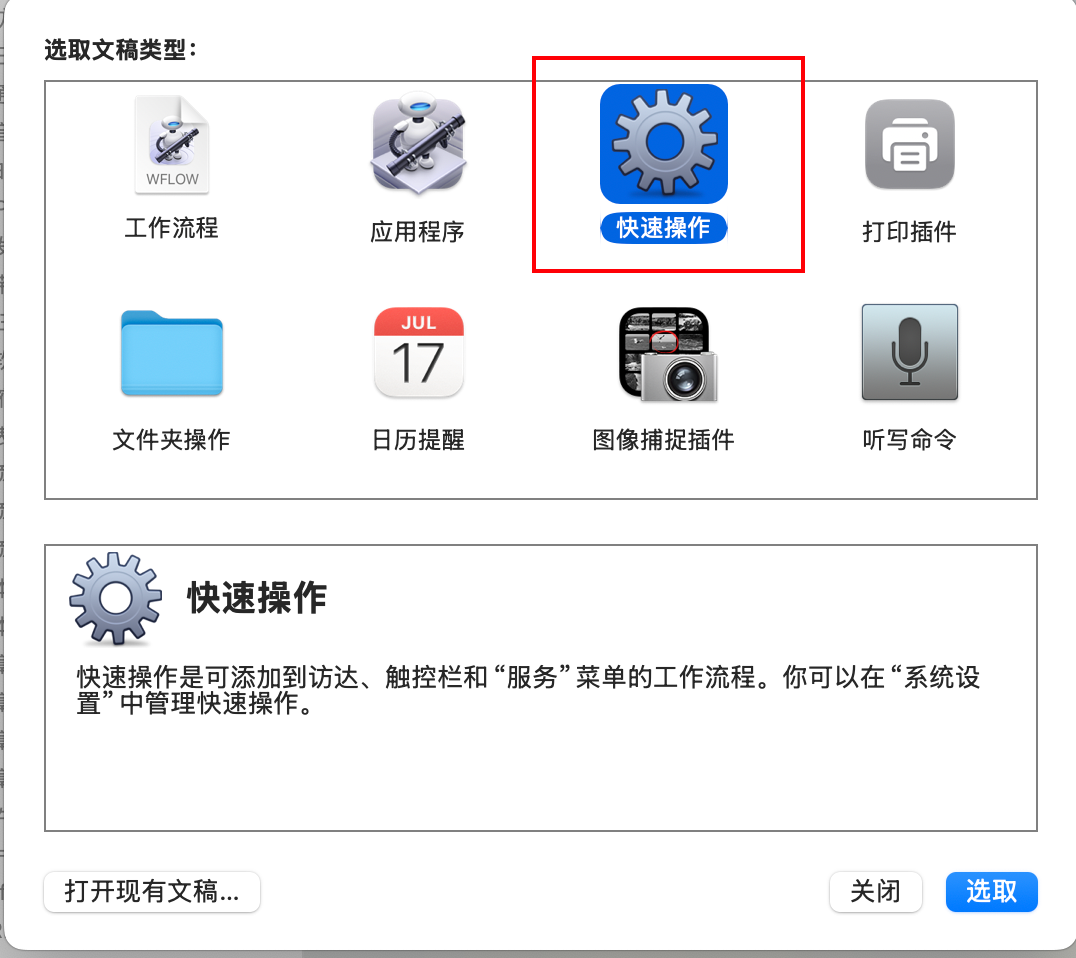 选取文稿类型：
WFLOW
工作流程
应用程序
快速操作
打印插件
JUL
17
文件夹操作
日历提醒
图像捕捉插件
听写命令
快速操作
快速操作是可添加到访达、触控栏和“服务”菜单的工作流程。你可以在“系统设
置”中管理快速操作。
打开现有文稿...
关闭
选取